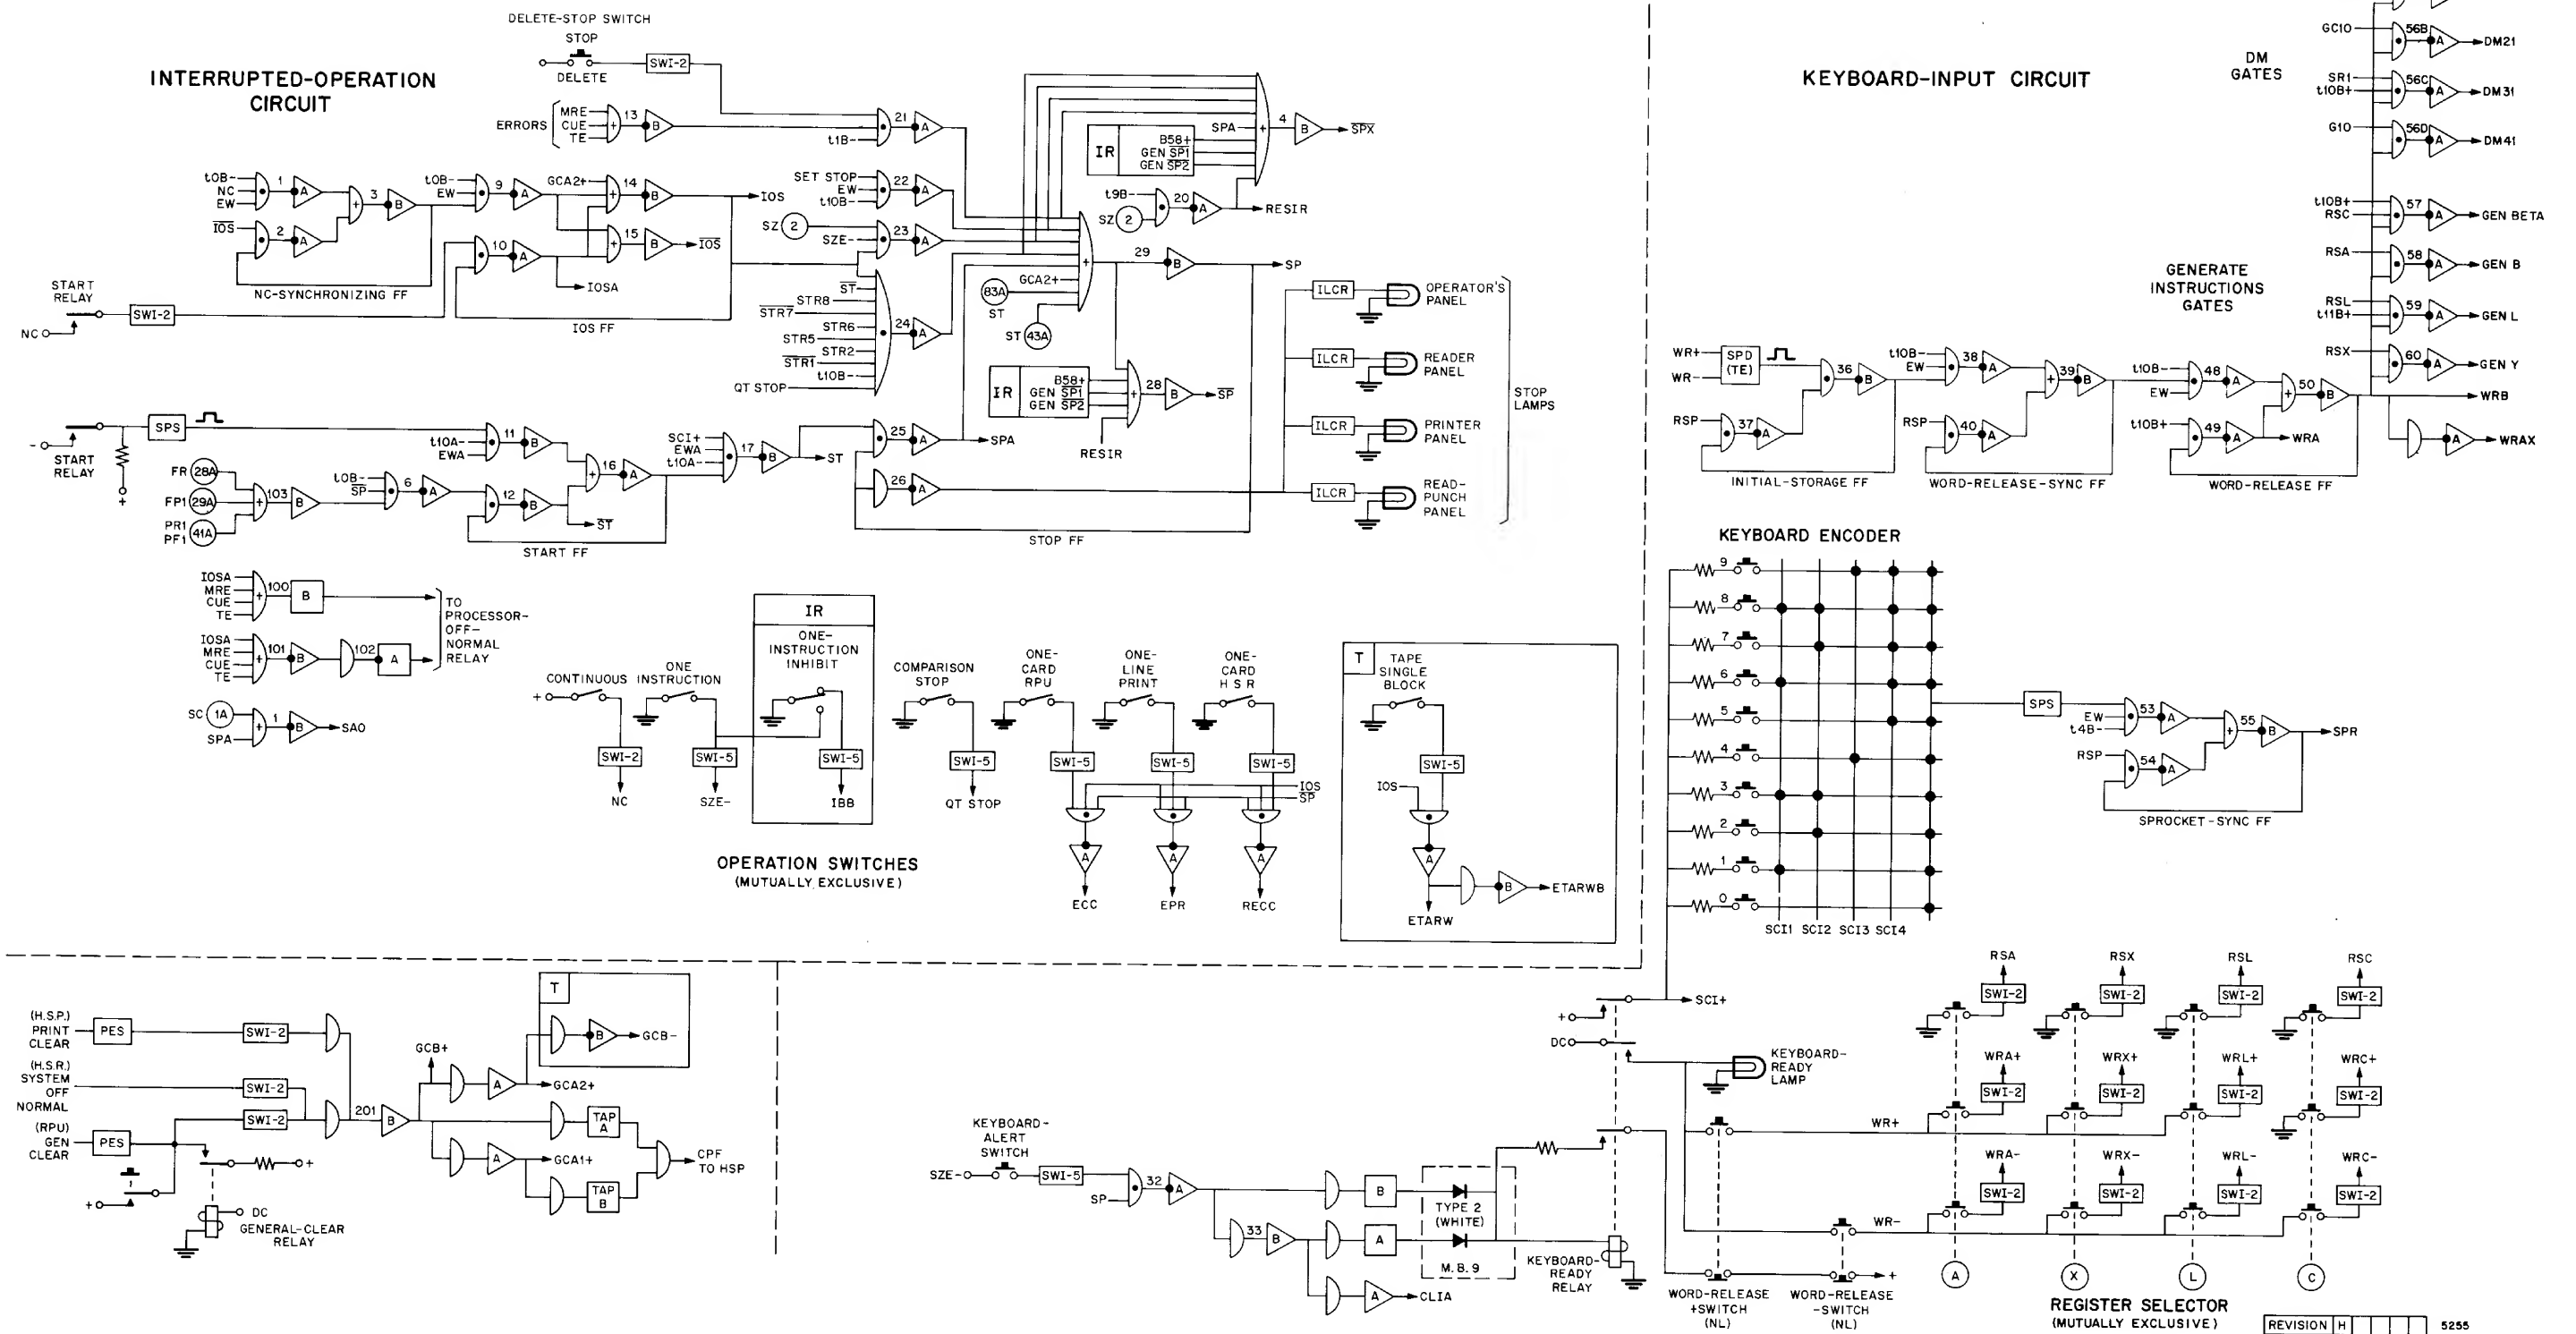 DELETE-STOP SWITCH
STOP
DELETE
SWI-2
INTERRUPTED-OPERATION
CIRCUIT
ERRORS
MRE
CUE
TE
13
B
21
A
t1B-
SPA
+
4
B
SPX
IR
B58+
GEN SP1
GEN SP2
t0B-
NC
EW
1
A
3
B
IOS
2
A
NC-SYNCHRONIZING FF
t0B-
EW
9
A
GCA2+
14
B
IOS
15
B
IOS
10
A
IOSA
IOS FF
START
RELAY
NC
SWI-2
SET STOP
EW
t10B-
22
A
SZ 2
SZE-
23
A
t9B-
SZ 2
20
A
RESIR
ST
STR8
STR7
STR6
STR5
STR2
STR1
t10B-
QT STOP
24
A
GCA2+
83A
ST
ST 43A
29
B
SP
IR
B58+
GEN SP1
GEN SP2
28
B
SP
RESIR
ILCR
OPERATOR'S
PANEL
ILCR
READER
PANEL
ILCR
PRINTER
PANEL
ILCR
READ-
PUNCH
PANEL
STOP
LAMPS
START
RELAY
SPS
t10A-
EWA
11
B
FR 28A
FP1 29A
PR1
PF1
41A
103
B
t0B-
SP
6
A
12
B
ST
16
A
START FF
SCI+
EWA
t10A-
17
B
ST
25
A
SPA
26
A
STOP FF
IOSA
MRE
CUE
TE
100
B
IOSA
MRE
CUE
TE
101
B
102
A
TO
PROCESSOR-
OFF-
NORMAL
RELAY
SC 1A
SPA
1
B
SAO
CONTINUOUS
SWI-2
NC
ONE
INSTRUCTION
SWI-5
SZE-
IR
ONE-
INSTRUCTION
INHIBIT
SWI-5
IBB
COMPARISON
STOP
SWI-5
QT STOP
ONE-
CARD
RPU
SWI-5
ONE-
LINE
PRINT
SWI-5
ONE-
CARD
H S R
SWI-5
IOS
SP
A
ECC
A
EPR
A
RECC
T
TAPE
SINGLE
BLOCK
SWI-5
IOS
A
B
ETARWB
ETARW
OPERATION SWITCHES
(MUTUALLY EXCLUSIVE)
(H.S.P.)
PRINT
CLEAR
PES
SWI-2
(H.S.R.)
SYSTEM
OFF
NORMAL
SWI-2
SWI-2
(RPU)
GEN
CLEAR
PES
DC
GENERAL-CLEAR
RELAY
201
B
GCB+
A
GCA2+
T
B
GCB-
TAP
A
A
GCA1+
TAP
B
CPF
TO HSP
KEYBOARD-INPUT CIRCUIT
DM
GATES
GC10
56B
A
DM21
SR1
t10B+
56C
A
DM31
G10
56D
A
DM41
t10B+
RSC
57
A
GEN BETA
RSA
58
A
GEN B
RSL
t11B+
59
A
GEN L
RSX
60
A
GEN Y
GENERATE
INSTRUCTIONS
GATES
WR+
WR-
SPD
(TE)
36
B
RSP
37
A
INITIAL-STORAGE FF
t10B-
EW
38
A
39
B
RSP
40
A
WORD-RELEASE-SYNC FF
t10B-
EW
48
A
50
B
WRB
t10B+
49
A
WRA
A
WRAX
WORD-RELEASE FF
KEYBOARD ENCODER
9
8
7
6
5
4
3
2
1
0
SCI1 SCI2 SCI3 SCI4
SPS
EW
t4B-
53
A
55
B
SPR
RSP
54
A
SPROCKET-SYNC FF
SCI+
DC
KEYBOARD-
READY
LAMP
KEYBOARD-
ALERT
SWITCH
SZE-
SWI-5
SP
32
A
33
B
B
A
A
CLIA
TYPE 2
(WHITE)
M.B.9
KEYBOARD-
READY
RELAY
WORD-RELEASE
+SWITCH
(NL)
WORD-RELEASE
-SWITCH
(NL)
WR+
WR-
RSA
SWI-2
RSX
SWI-2
RSL
SWI-2
RSC
SWI-2
WRA+
SWI-2
WRX+
SWI-2
WRL+
SWI-2
WRC+
SWI-2
WRA-
SWI-2
WRX-
SWI-2
WRL-
SWI-2
WRC-
SWI-2
A
X
L
C
REGISTER SELECTOR
(MUTUALLY EXCLUSIVE)
REVISION H
5255